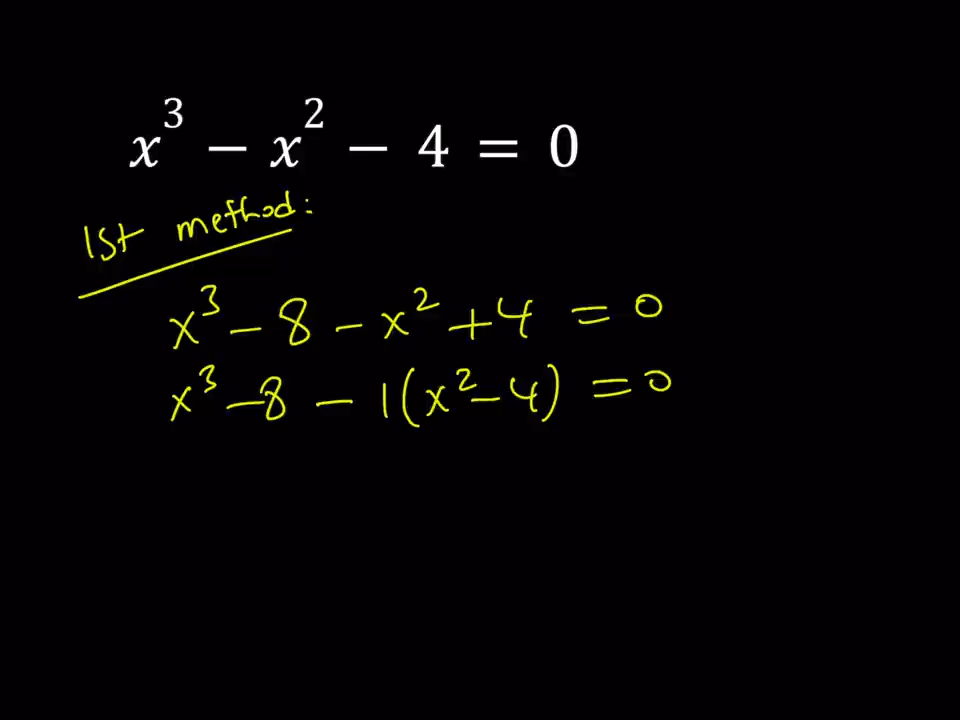 x³ − x² − 4 = 0
1st method:
x³ − 8 − x² + 4 = 0
x³ − 8 − 1(x² − 4) = 0